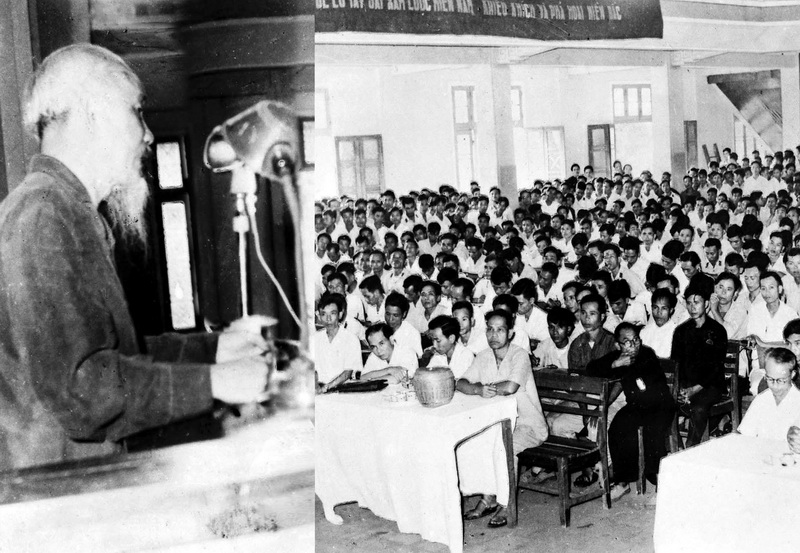 XÂM LƯỢC MIỀN NAM, KHIÊU KHÍCH VÀ PHÁ HOẠI MIỀN BẮC